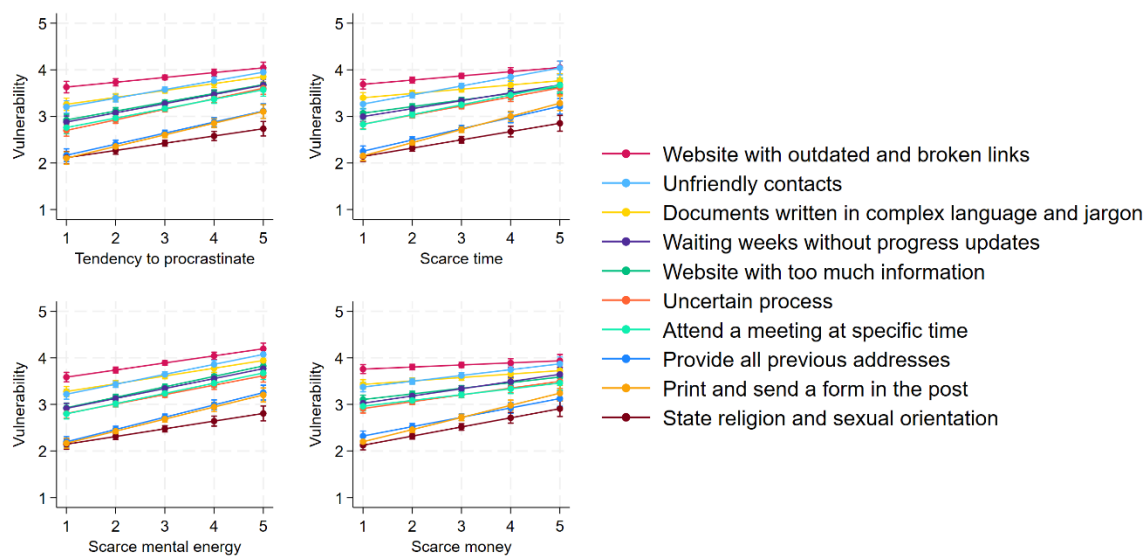 Vulnerability
5
4
3
2
1
1 2 3 4 5
Tendency to procrastinate
Vulnerability
5
4
3
2
1
1 2 3 4 5
Scarce time
Vulnerability
5
4
3
2
1
1 2 3 4 5
Scarce mental energy
Vulnerability
5
4
3
2
1
1 2 3 4 5
Scarce money
Website with outdated and broken links
Unfriendly contacts
Documents written in complex language and jargon
Waiting weeks without progress updates
Website with too much information
Uncertain process
Attend a meeting at specific time
Provide all previous addresses
Print and send a form in the post
State religion and sexual orientation